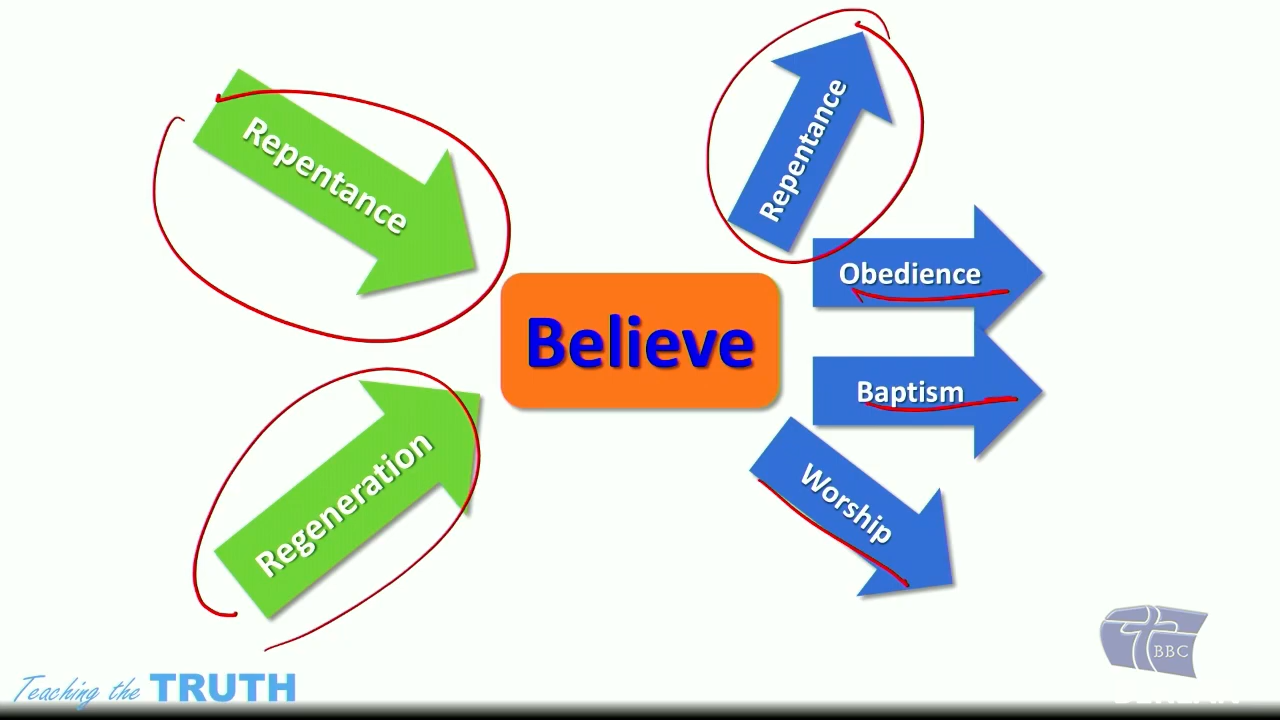 Repentance
Repentance
Obedience
Believe
Baptism
Regeneration
Worship
BBC
Teaching the TRUTH